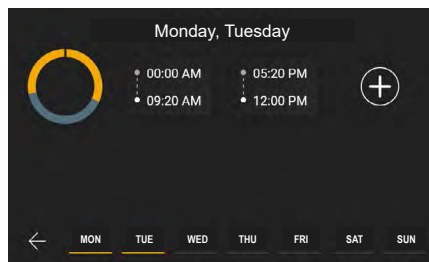 Monday, Tuesday
00:00 AM 05:20 PM
09:20 AM 12:00 PM
MON TUE WED THU FRI SAT SUN